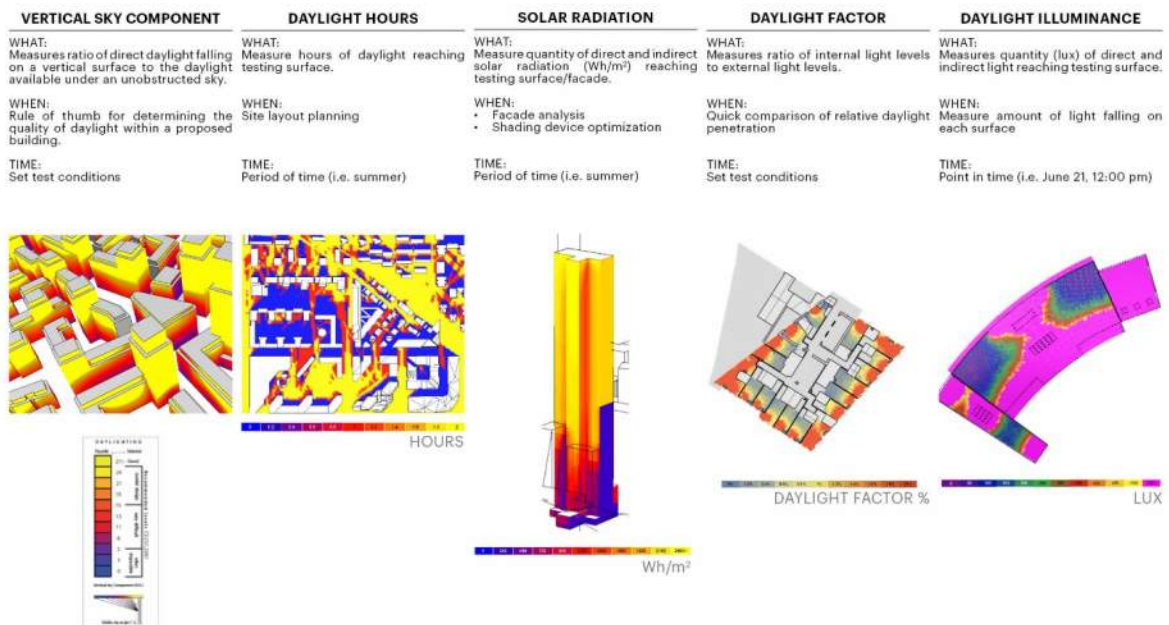 VERTICAL SKY COMPONENT
WHAT:
Measures ratio of direct daylight falling
on a vertical surface to the daylight
available under an unobstructed sky.
WHEN:
Rule of thumb for determining the
quality of daylight within a proposed
building.
TIME:
Set test conditions
DAYLIGHT HOURS
WHAT:
Measure hours of daylight reaching
testing surface.
WHEN:
Site layout planning
TIME:
Period of time (i.e. summer)
HOURS
SOLAR RADIATION
WHAT:
Measure quantity of direct and indirect
solar radiation (Wh/m²) reaching
testing surface/facade.
WHEN:
• Facade analysis
• Shading device optimization
TIME:
Period of time (i.e. summer)
Wh/m²
DAYLIGHT FACTOR
WHAT:
Measures ratio of internal light levels
to external light levels.
WHEN:
Quick comparison of relative daylight
penetration
TIME:
Set test conditions
DAYLIGHT FACTOR %
DAYLIGHT ILLUMINANCE
WHAT:
Measures quantity (lux) of direct and
indirect light reaching testing surface.
WHEN:
Measure amount of light falling on
each surface
TIME:
Point in time (i.e. June 21, 12:00 pm)
LUX
DAYLIGHTING